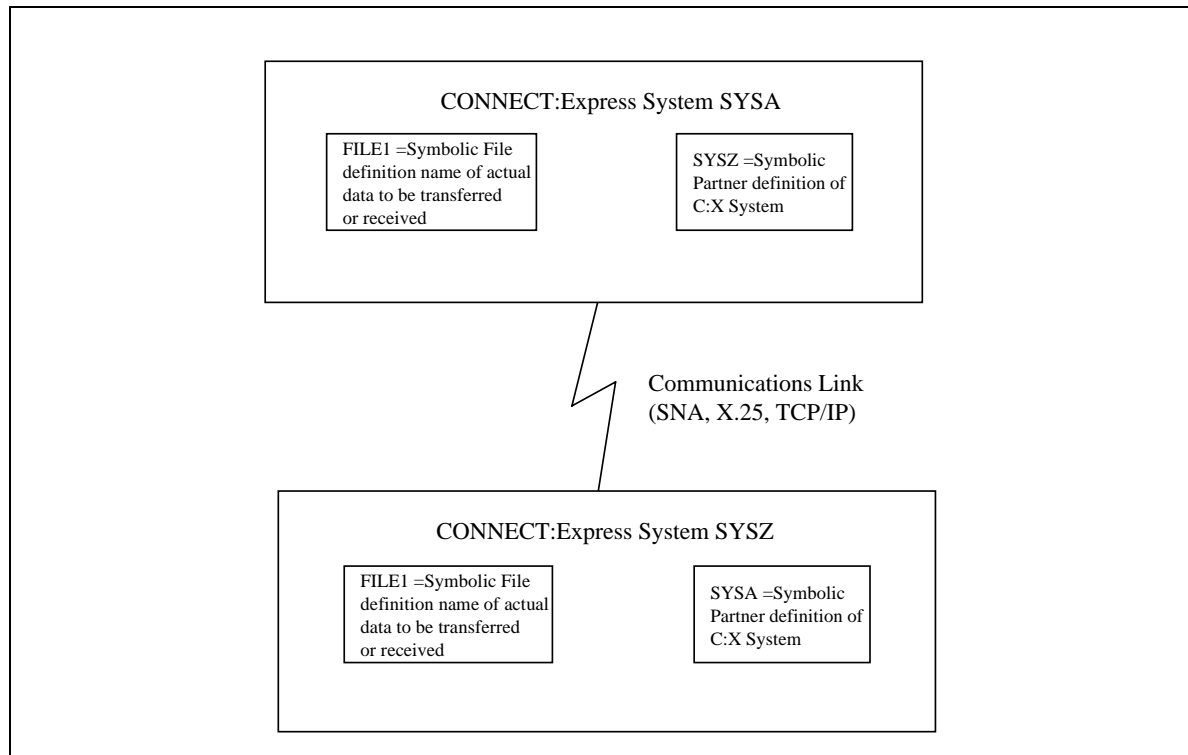 CONNECT:Express System SYSA
FILE1 =Symbolic File
definition name of actual
data to be transferred
or received
SYSZ =Symbolic
Partner definition of
C:X System
Communications Link
(SNA, X.25, TCP/IP)
CONNECT:Express System SYSZ
FILE1 =Symbolic File
definition name of actual
data to be transferred
or received
SYSA =Symbolic
Partner definition of
C:X System